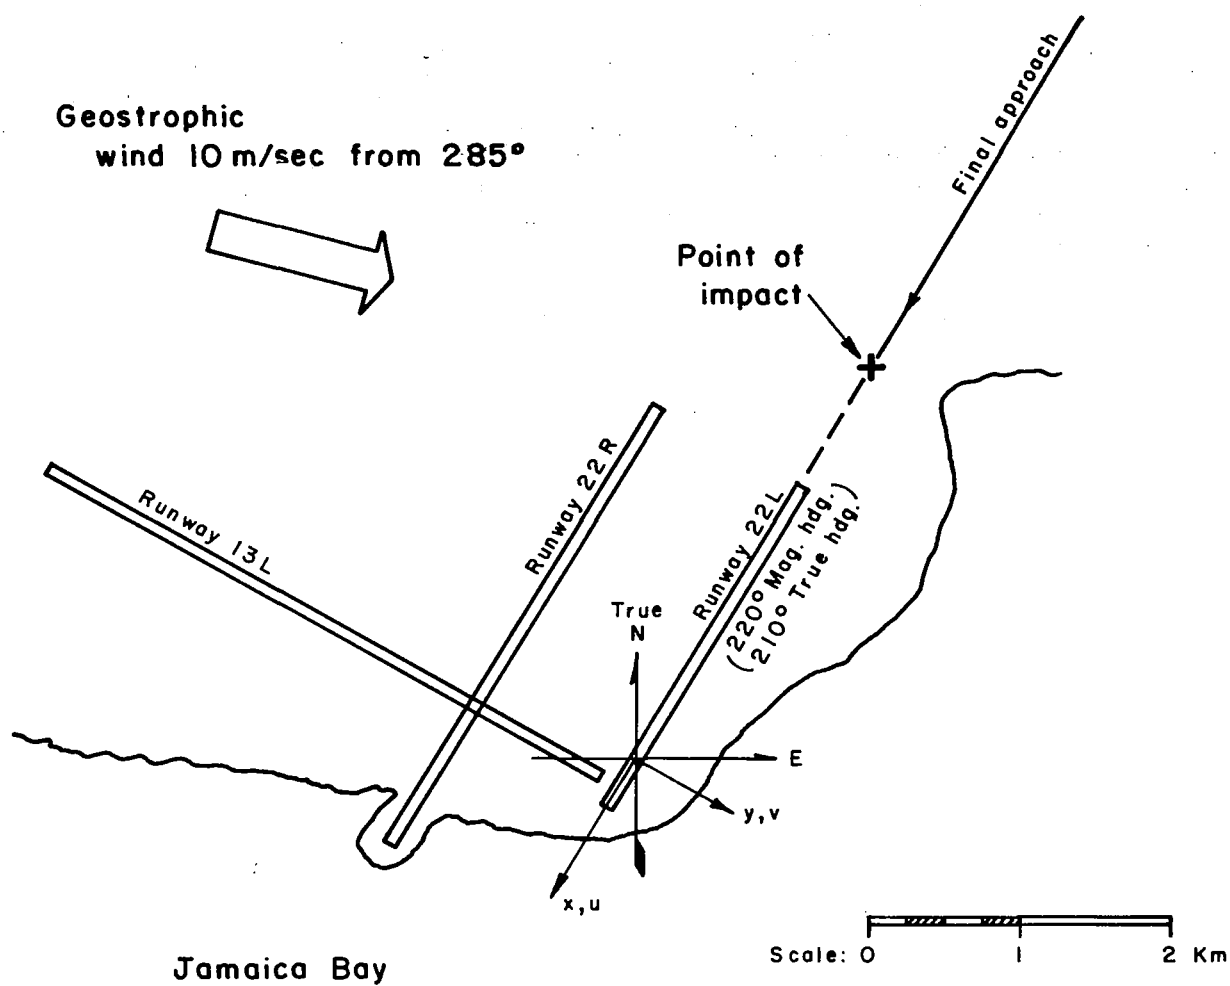 Geostrophic
wind 10 m/sec from 285°
Final approach
Point of
impact
Runway 13L
Runway 22R
Runway 22L
(220° Mag. hdg.)
(210° True hdg.)
True
N
E
y,v
x,u
Jamaica Bay
Scale: 0 1 2 Km